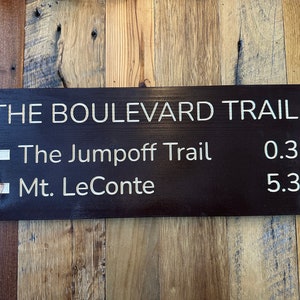 THE BOULEVARD TRAIL
The Jumpoff Trail 0.3
Mt. LeConte 5.3